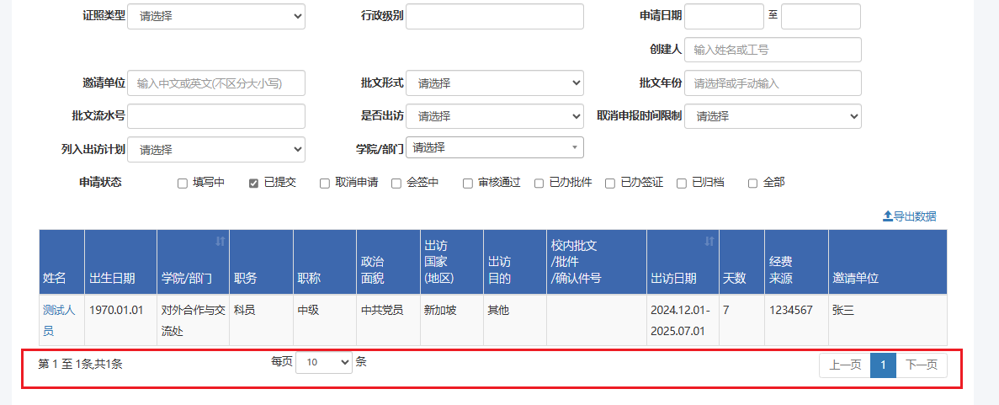 证照类型 请选择 行政级别 申请日期 至
创建人 输入姓名或工号
邀请单位 输入中文或英文(不区分大小写) 批文形式 请选择 批文年份 请选择或手动输入
批文流水号 是否出访 请选择 取消申报时间限制 请选择
列入出访计划 请选择 学院/部门 请选择
申请状态 填写中 已提交 取消申请 会签中 审核通过 已办批件 已办签证 已归档 全部
导出数据
姓名 出生日期 学院/部门 职务 职称 政治面貌 出访国家(地区) 出访目的 校内批文/批件/确认件号 出访日期 天数 经费来源 邀请单位
测试人员 1970.01.01 对外合作与交流处 科员 中级 中共党员 新加坡 其他 2024.12.01-2025.07.01 7 1234567 张三
第 1 至 1条,共1条 每页 10 条 上一页 1 下一页